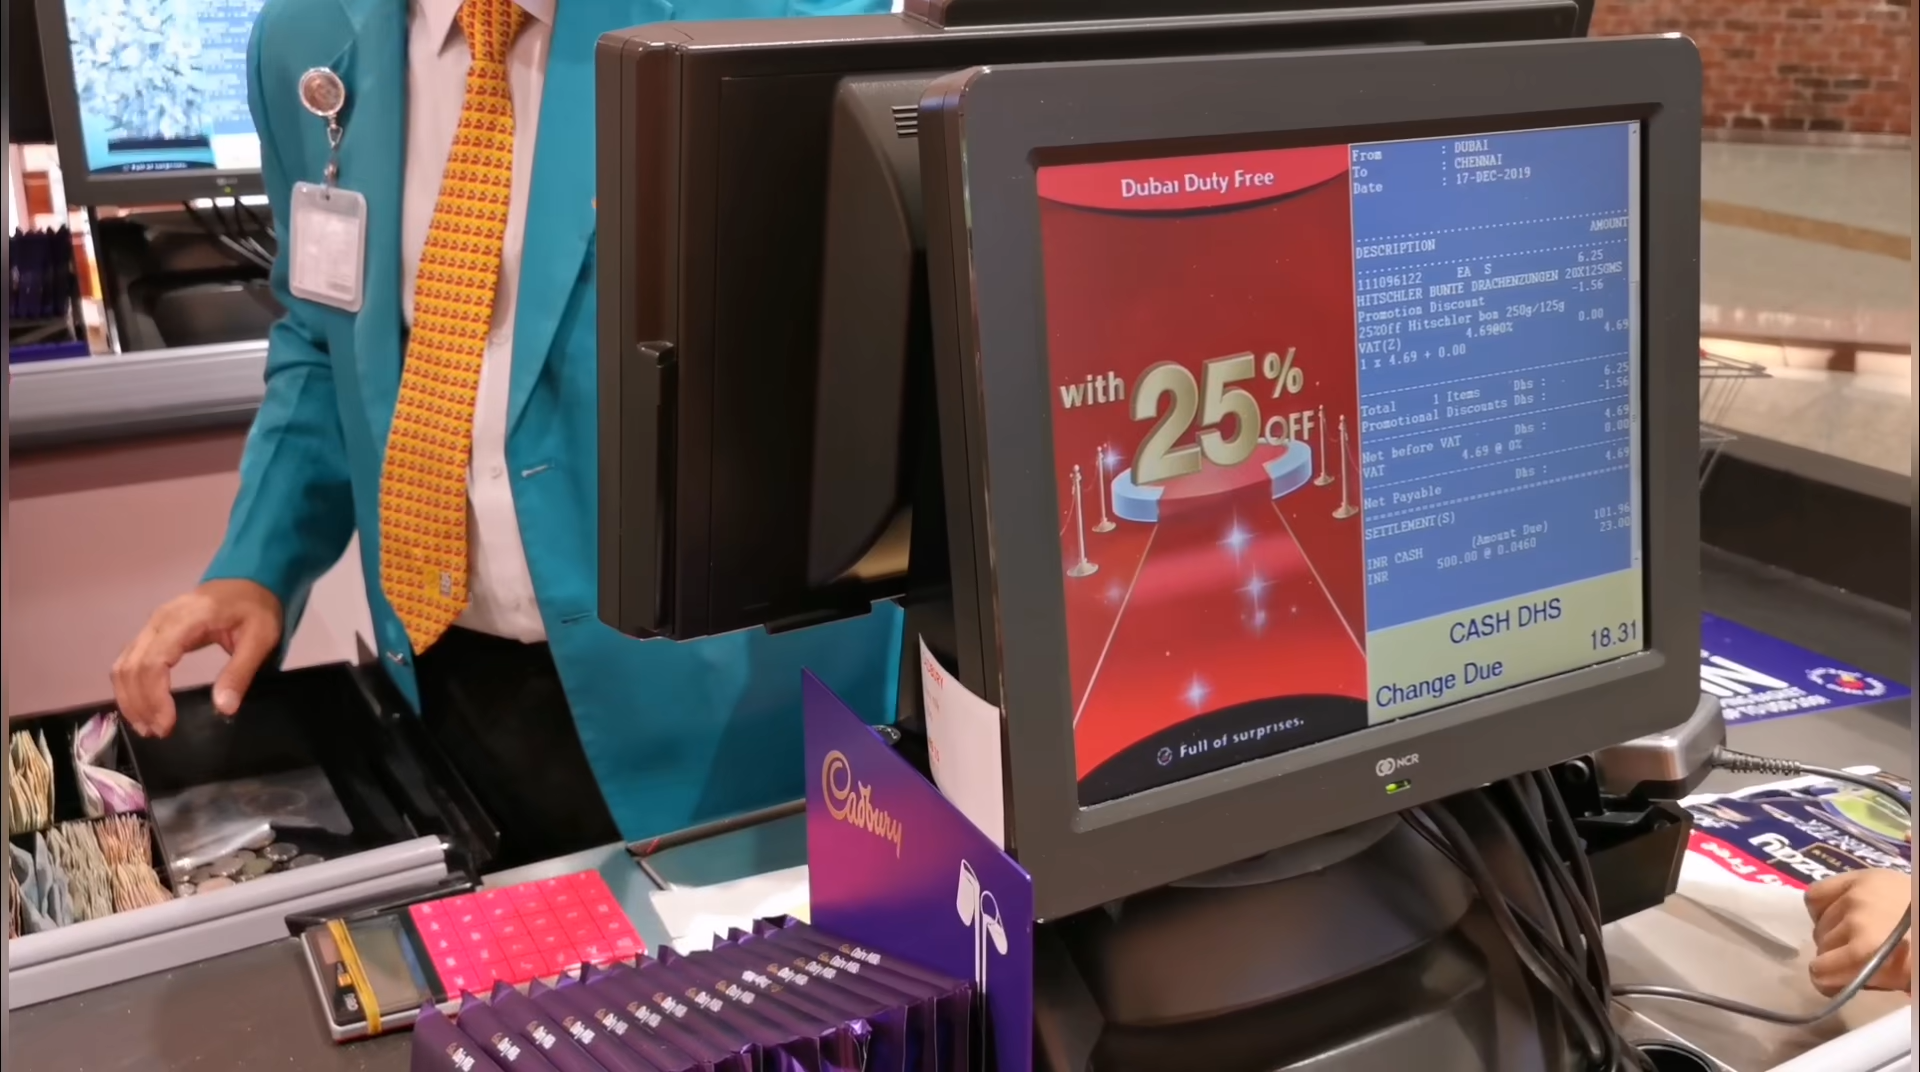 Dubai Duty Free
with 25% OFF
Full of surprises.
From : DUBAI
To : CHENNAI
Date : 17-DEC-2019
AMOUNT
DESCRIPTION
6.25
111096122 EA S
HITSCHLER BUNTE DRACHENZUNGEN 20X125GMS
Promotion Discount -1.56
25%Off Hitschler bon 250g/125g
VAT(Z) 4.69@0% 0.00
1 x 4.69 + 0.00 4.69
Total 1 Items Dhs : 6.25
Promotional Discounts Dhs : -1.56
Net before VAT Dhs : 4.69
VAT 4.69 @ 0% 0.00
Net Payable Dhs : 4.69
SETTLEMENT(S)
INR CASH (Amount Due) 101.96
INR 500.00 @ 0.0460 23.00
CASH DHS
Change Due 18.31
NCR
Cadbury
Dairy Milk